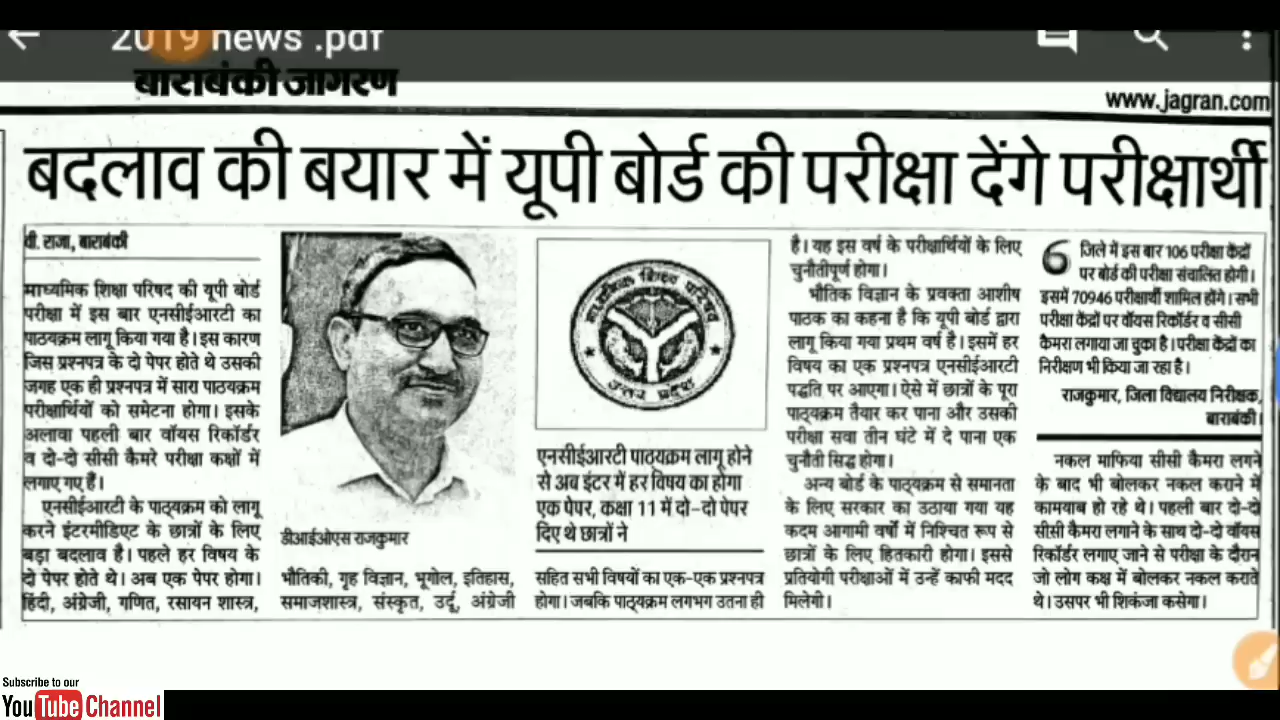 2019 news .pdf
बाराबंकी जागरण
www.jagran.com
बदलाव की बयार में यूपी बोर्ड की परीक्षा देंगे परीक्षार्थी
वी. राजा, बाराबंकी
माध्यमिक शिक्षा परिषद की यूपी बोर्ड
परीक्षा में इस बार एनसीईआरटी का
पाठ्यक्रम लागू किया गया है। इस कारण
जिस प्रश्नपत्र के दो पेपर होते थे उसकी
जगह एक ही प्रश्नपत्र में सारा पाठ्यक्रम
परीक्षार्थियों को समेटना होगा। इसके
अलावा पहली बार वॉयस रिकॉर्डर
व दो-दो सीसी कैमरे परीक्षा कक्षों में
लगाए गए हैं।
एनसीईआरटी के पाठ्यक्रम को लागू
करने इंटरमीडिएट के छात्रों के लिए
बड़ा बदलाव है। पहले हर विषय के
दो पेपर होते थे। अब एक पेपर होगा।
हिंदी, अंग्रेजी, गणित, रसायन शास्त्र,
डीआईओएस राजकुमार
भौतिकी, गृह विज्ञान, भूगोल, इतिहास,
समाजशास्त्र, संस्कृत, उर्दू, अंग्रेजी
माध्यमिक शिक्षा परिषद
उत्तर प्रदेश
एनसीईआरटी पाठ्यक्रम लागू होने
से अब इंटर में हर विषय का होगा
एक पेपर, कक्षा 11 में दो-दो पेपर
दिए थे छात्रों ने
सहित सभी विषयों का एक-एक प्रश्नपत्र
होगा। जबकि पाठ्यक्रम लगभग उतना ही
है। यह इस वर्ष के परीक्षार्थियों के लिए
चुनौतीपूर्ण होगा।
भौतिक विज्ञान के प्रवक्ता आशीष
पाठक का कहना है कि यूपी बोर्ड द्वारा
लागू किया गया प्रथम वर्ष है। इसमें हर
विषय का एक प्रश्नपत्र एनसीईआरटी
पद्धति पर आएगा। ऐसे में छात्रों के पूरा
पाठ्यक्रम तैयार कर पाना और उसकी
परीक्षा सवा तीन घंटे में दे पाना एक
चुनौती सिद्ध होगा।
अन्य बोर्ड के पाठ्यक्रम से समानता
के लिए सरकार का उठाया गया यह
कदम आगामी वर्षों में निश्चित रूप से
छात्रों के लिए हितकारी होगा। इससे
प्रतियोगी परीक्षाओं में उन्हें काफी मदद
मिलेगी।
6 जिले में इस बार 106 परीक्षा केंद्रों
पर बोर्ड की परीक्षा संचालित होगी।
इसमें 70946 परीक्षार्थी शामिल होंगे। सभी
परीक्षा केंद्रों पर वॉयस रिकॉर्डर व सीसी
कैमरा लगाया जा चुका है। परीक्षा केंद्रों का
निरीक्षण भी किया जा रहा है।
राजकुमार, जिला विद्यालय निरीक्षक,
बाराबंकी।
नकल माफिया सीसी कैमरा लगने
के बाद भी बोलकर नकल कराने में
कामयाब हो रहे थे। पहली बार दो-दो
सीसी कैमरा लगाने के साथ दो-दो वॉयस
रिकॉर्डर लगाए जाने से परीक्षा के दौरान
जो लोग कक्ष में बोलकर नकल कराते
थे। उसपर भी शिकंजा कसेगा।
Subscribe to our
YouTube Channel